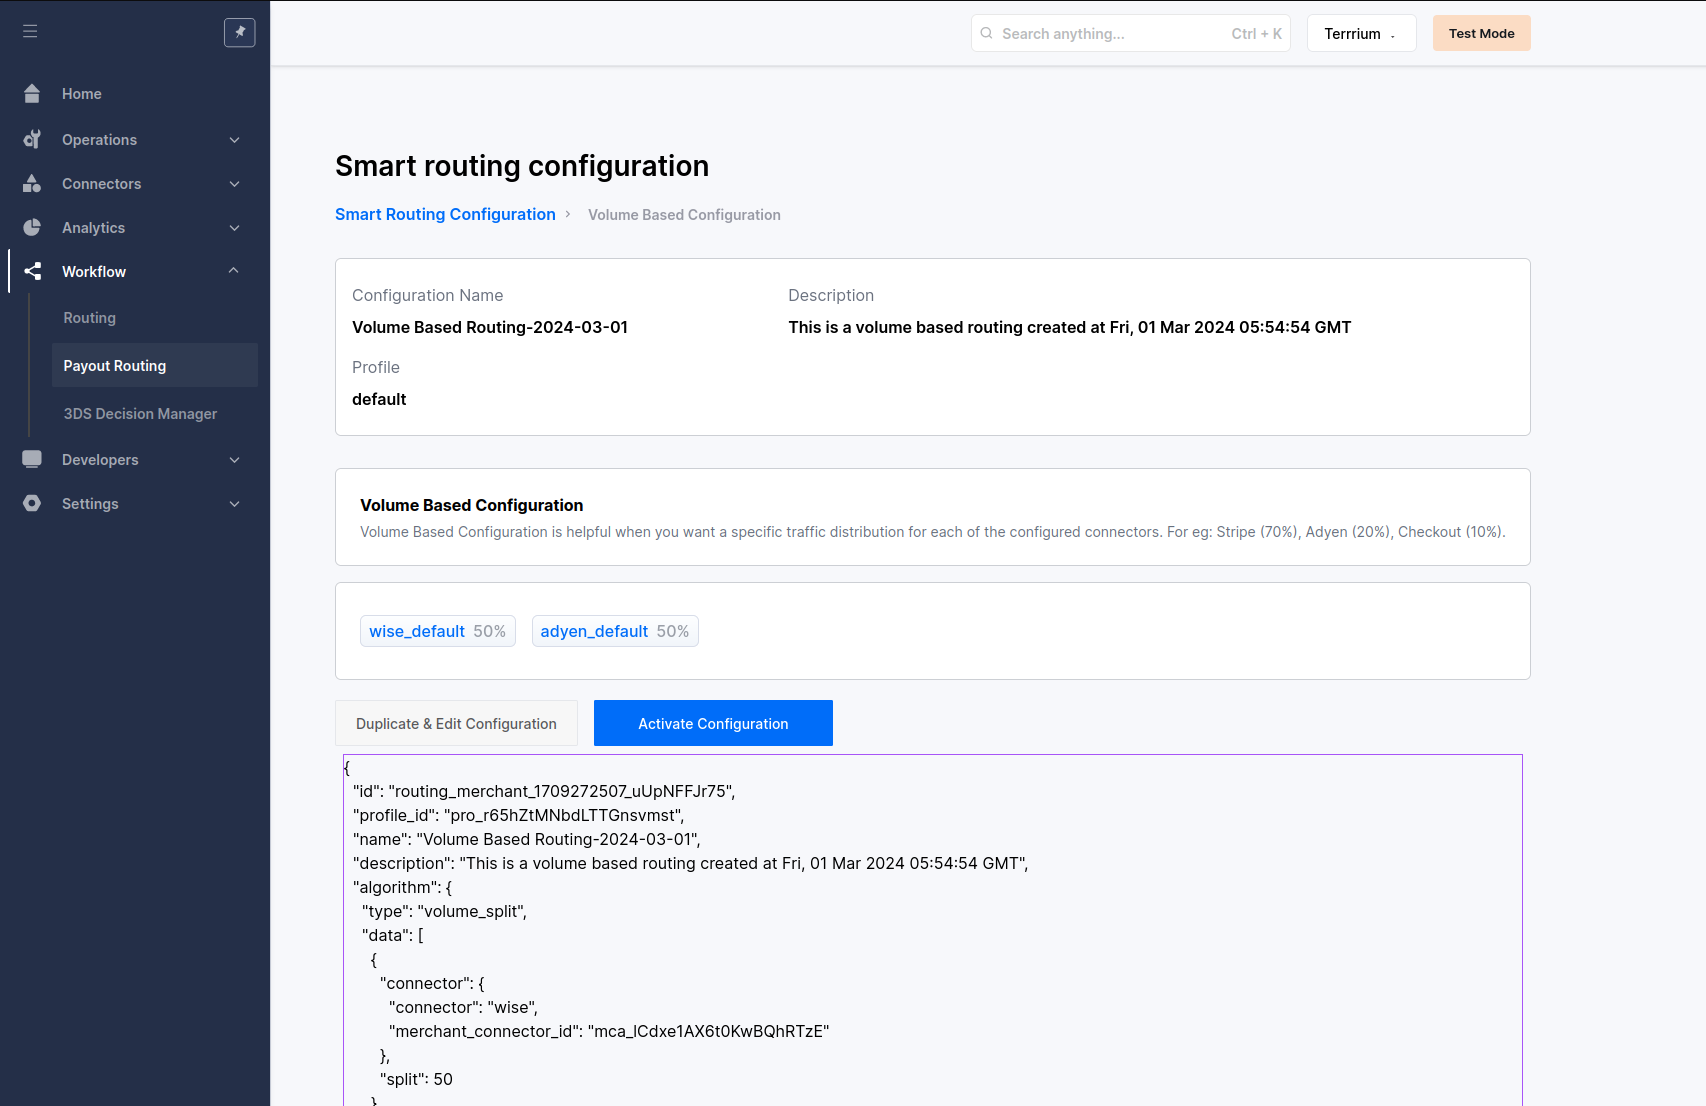 Search anything...
Ctrl + K
Terrrium
Test Mode
Home
Operations
Connectors
Analytics
Workflow
Routing
Payout Routing
3DS Decision Manager
Developers
Settings
Smart routing configuration
Smart Routing Configuration > Volume Based Configuration
Configuration Name
Volume Based Routing-2024-03-01
Description
This is a volume based routing created at Fri, 01 Mar 2024 05:54:54 GMT
Profile
default
Volume Based Configuration
Volume Based Configuration is helpful when you want a specific traffic distribution for each of the configured connectors. For eg: Stripe (70%), Adyen (20%), Checkout (10%).
wise_default 50%
adyen_default 50%
Duplicate & Edit Configuration
Activate Configuration
{
"id": "routing_merchant_1709272507_uUpNFFJr75",
"profile_id": "pro_r65hZtMNbdLTTGnsvmst",
"name": "Volume Based Routing-2024-03-01",
"description": "This is a volume based routing created at Fri, 01 Mar 2024 05:54:54 GMT",
"algorithm": {
"type": "volume_split",
"data": [
{
"connector": {
"connector": "wise",
"merchant_connector_id": "mca_lCdxe1AX6t0KwBQhRTzE"
},
"split": 50
}